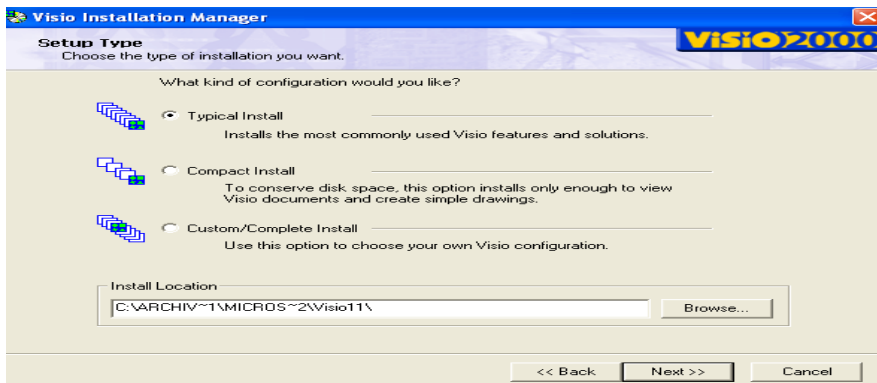 Visio Installation Manager
Setup Type
Choose the type of installation you want.
Visio2000
What kind of configuration would you like?
Typical Install
Installs the most commonly used Visio features and solutions.
Compact Install
To conserve disk space, this option installs only enough to view
Visio documents and create simple drawings.
Custom/Complete Install
Use this option to choose your own Visio configuration.
Install Location
C:\ARCHIV~1\MICROS~2\Visio11\
Browse...
<< Back
Next >>
Cancel